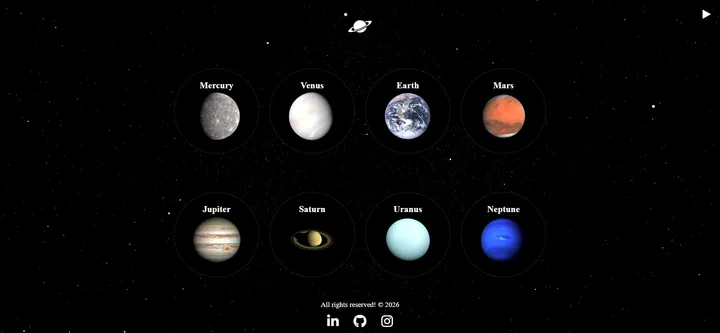 Mercury
Venus
Earth
Mars
Jupiter
Saturn
Uranus
Neptune
All rights reserved! © 2026